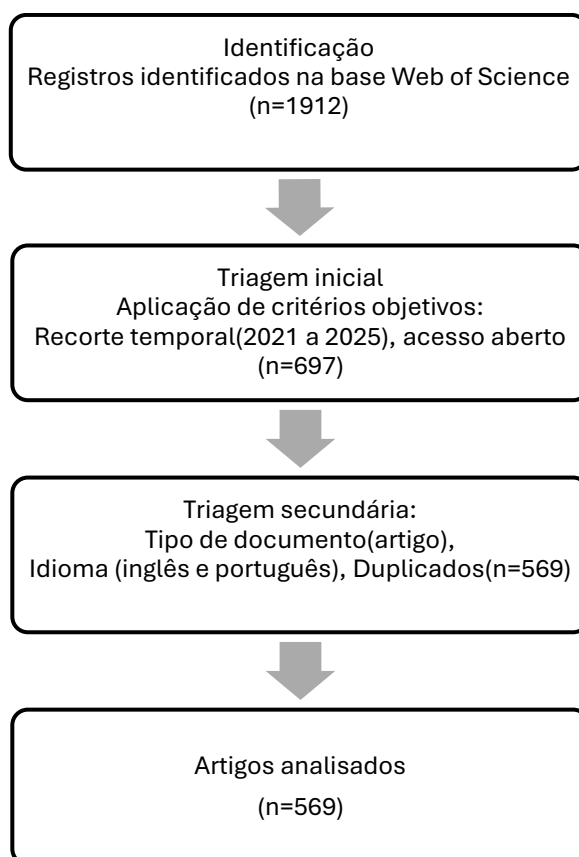 Identificação
Registros identificados na base Web of Science
(n=1912)
Triagem inicial
Aplicação de critérios objetivos:
Recorte temporal(2021 a 2025), acesso aberto
(n=697)
Triagem secundária:
Tipo de documento(artigo),
Idioma (inglês e português), Duplicados(n=569)
Artigos analisados
(n=569)